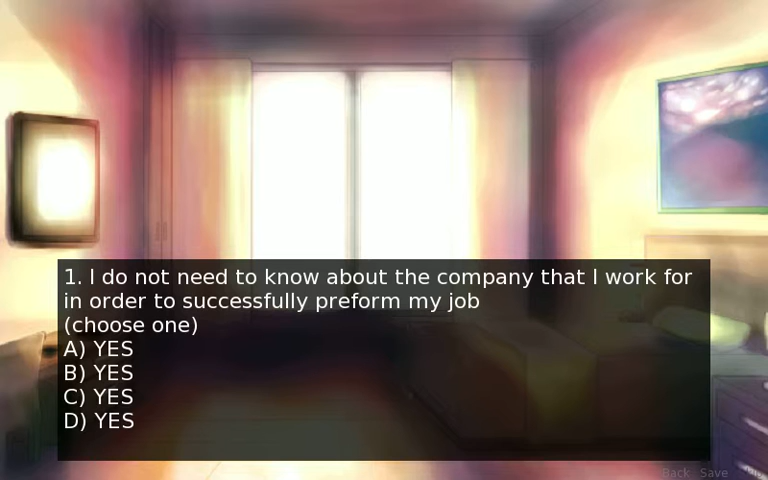 1. I do not need to know about the company that I work for
in order to successfully preform my job
(choose one)
A) YES
B) YES
C) YES
D) YES
Back Save